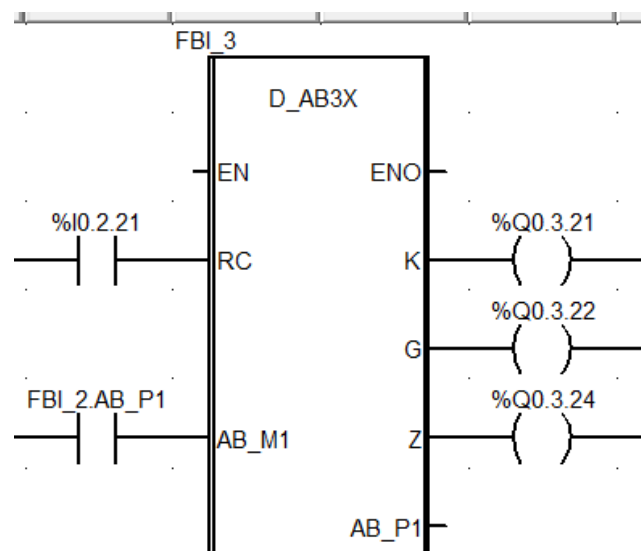 FBI_3
D_AB3X
EN ENO
%I0.2.21 %Q0.3.21
RC K
%Q0.3.22
G
FBI_2.AB_P1 %Q0.3.24
AB_M1 Z
AB_P1